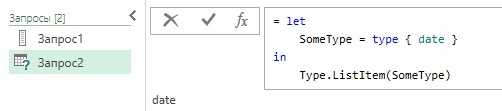 Запросы [2]
Запрос1
Запрос2
fx
= let
SomeType = type { date }
in
Type.ListItem(SomeType)
date